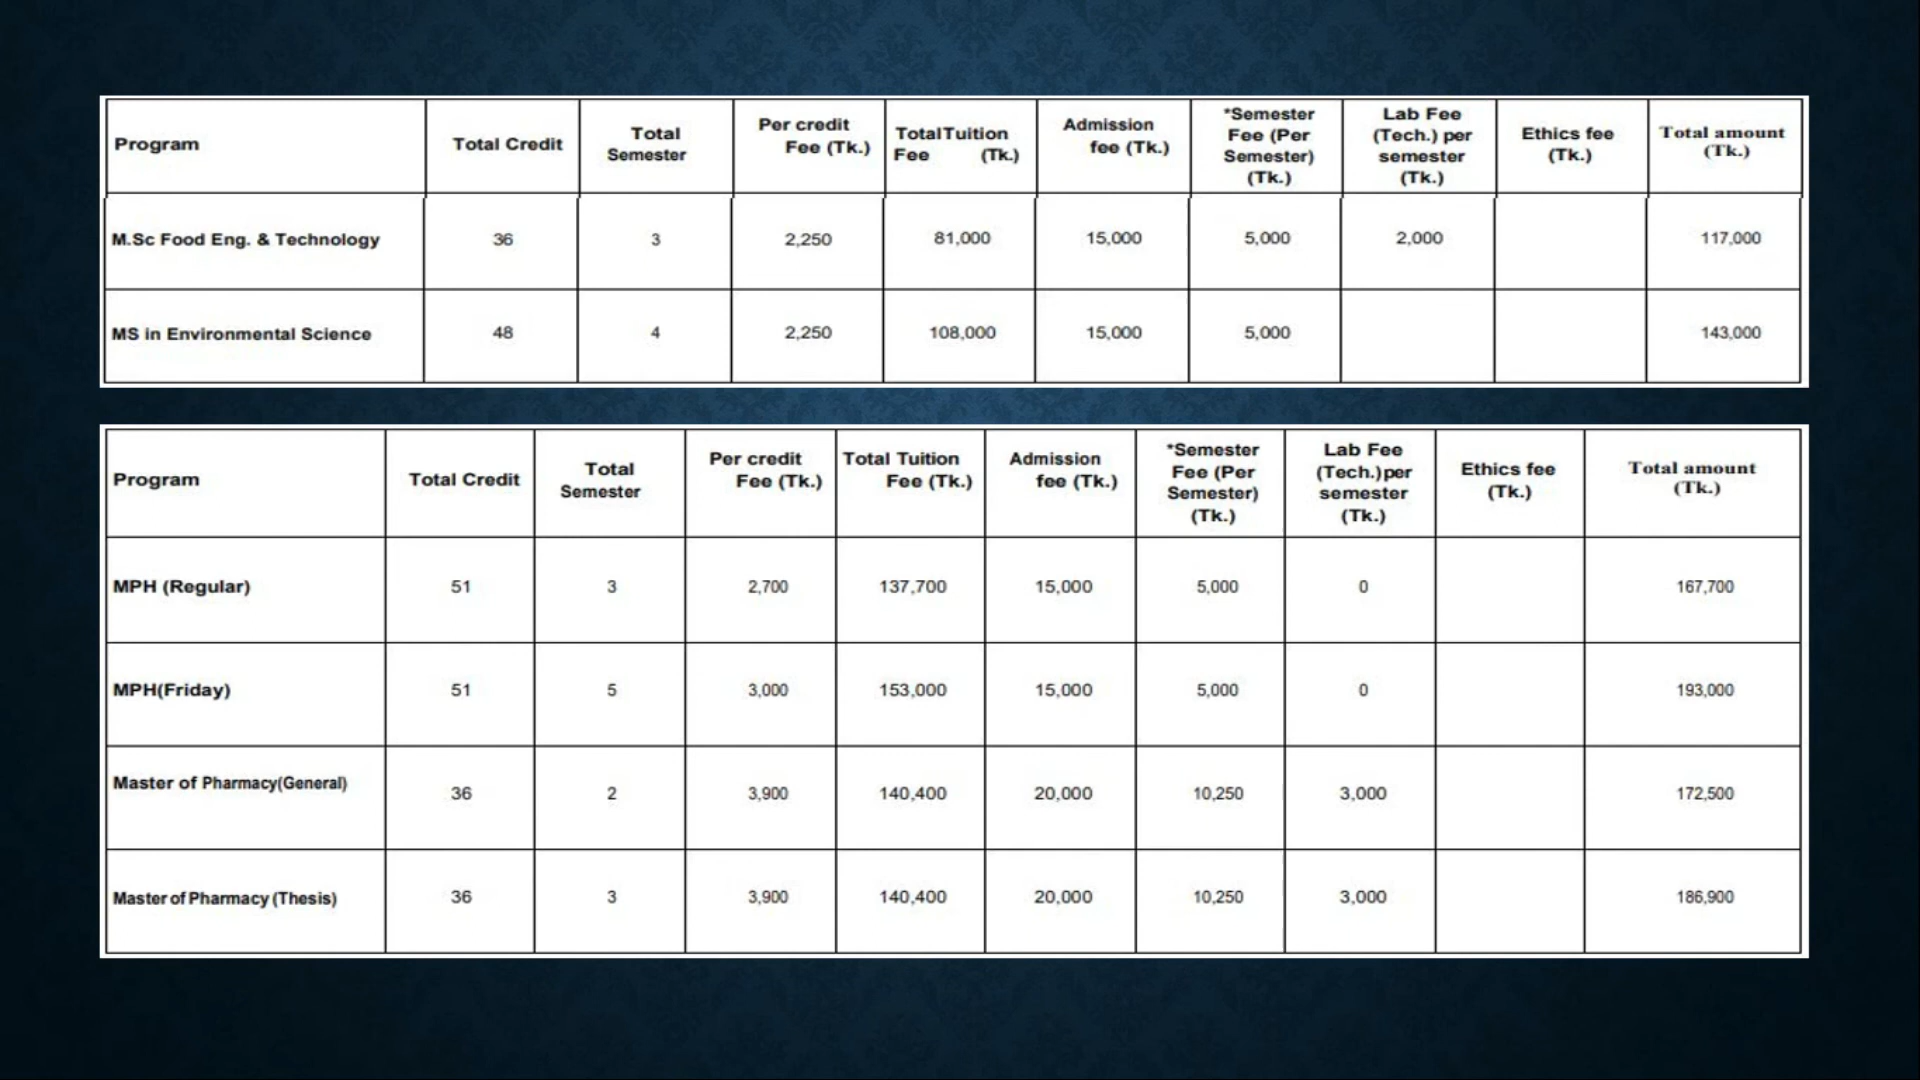 Program Total Credit Total Semester Per credit Fee (Tk.) Total Tuition Fee (Tk.) Admission fee (Tk.) *Semester Fee (Per Semester) (Tk.) Lab Fee (Tech.) per semester (Tk.) Ethics fee (Tk.) Total amount (Tk.)
M.Sc Food Eng. & Technology 36 3 2,250 81,000 15,000 5,000 2,000 117,000
MS in Environmental Science 48 4 2,250 108,000 15,000 5,000 143,000
Program Total Credit Total Semester Per credit Fee (Tk.) Total Tuition Fee (Tk.) Admission fee (Tk.) *Semester Fee (Per Semester) (Tk.) Lab Fee (Tech.)per semester (Tk.) Ethics fee (Tk.) Total amount (Tk.)
MPH (Regular) 51 3 2,700 137,700 15,000 5,000 0 167,700
MPH(Friday) 51 5 3,000 153,000 15,000 5,000 0 193,000
Master of Pharmacy(General) 36 2 3,900 140,400 20,000 10,250 3,000 172,500
Master of Pharmacy (Thesis) 36 3 3,900 140,400 20,000 10,250 3,000 186,900